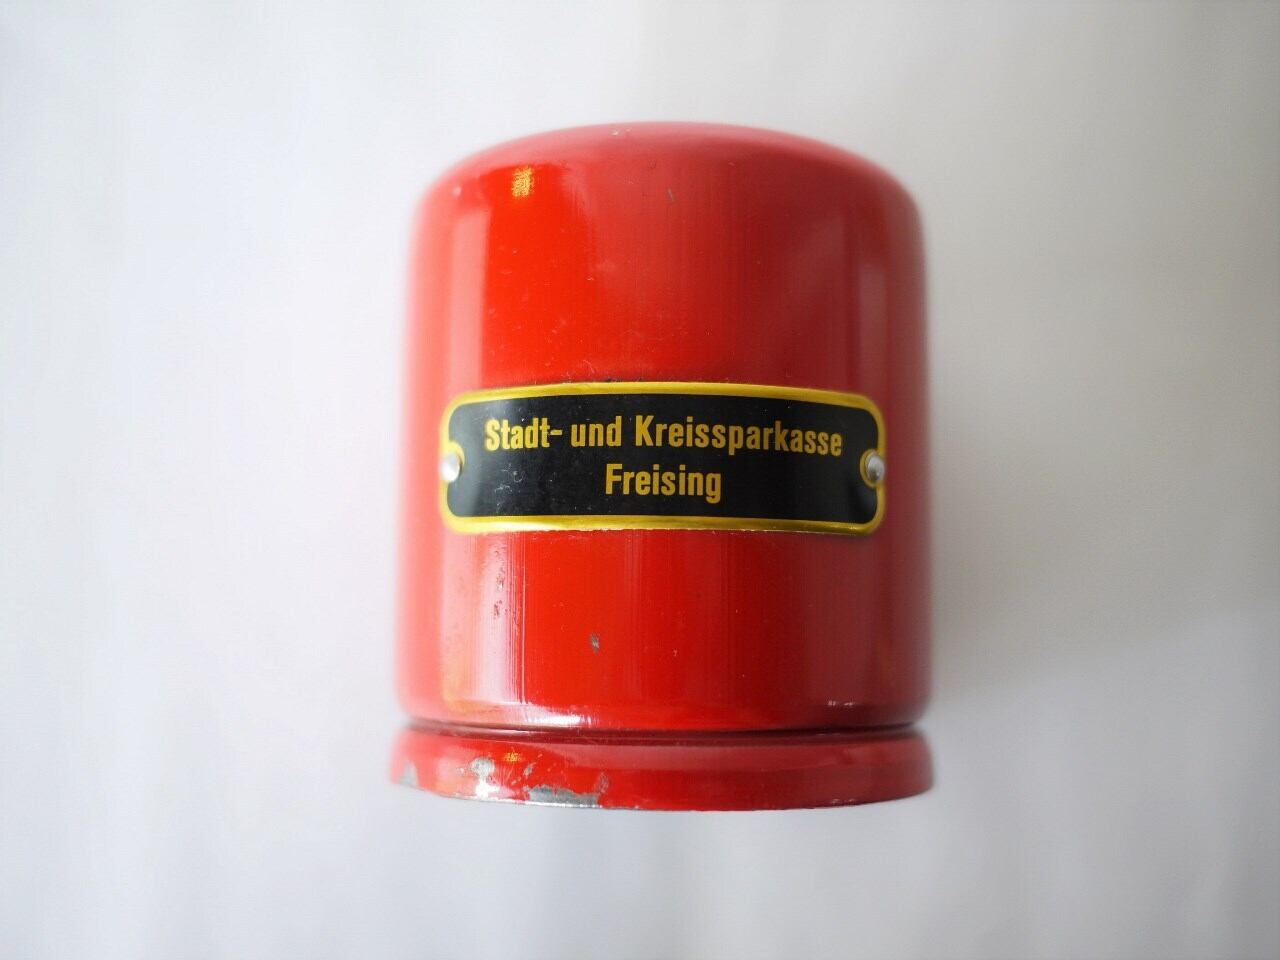 Stadt- und Kreissparkasse
Freising